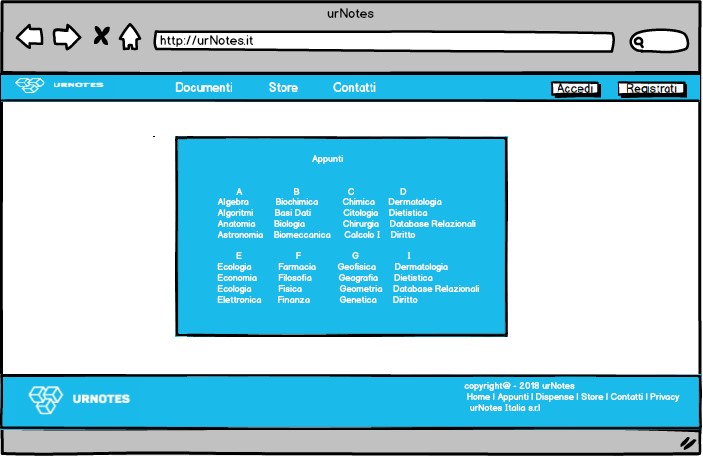 urNotes
http://urNotes.it
URNOTES Documenti Store Contatti Accedi Registrati
Appunti
A B C D
Algebra Biochimica Chimica Dermatologia
Algoritmi Basi Dati Citologia Dietistica
Anatomia Biologia Chirurgia Database Relazionali
Astronomia Biomeccanica Calcolo I Diritto
E F G I
Ecologia Farmacia Geofisica Dermatologia
Economia Filosofia Geografia Dietistica
Ecologia Fisica Geometria Database Relazionali
Elettronica Finanza Genetica Diritto
URNOTES
copyright@ - 2018 urNotes
Home | Appunti | Dispense | Store | Contatti | Privacy
urNotes Italia s.r.l